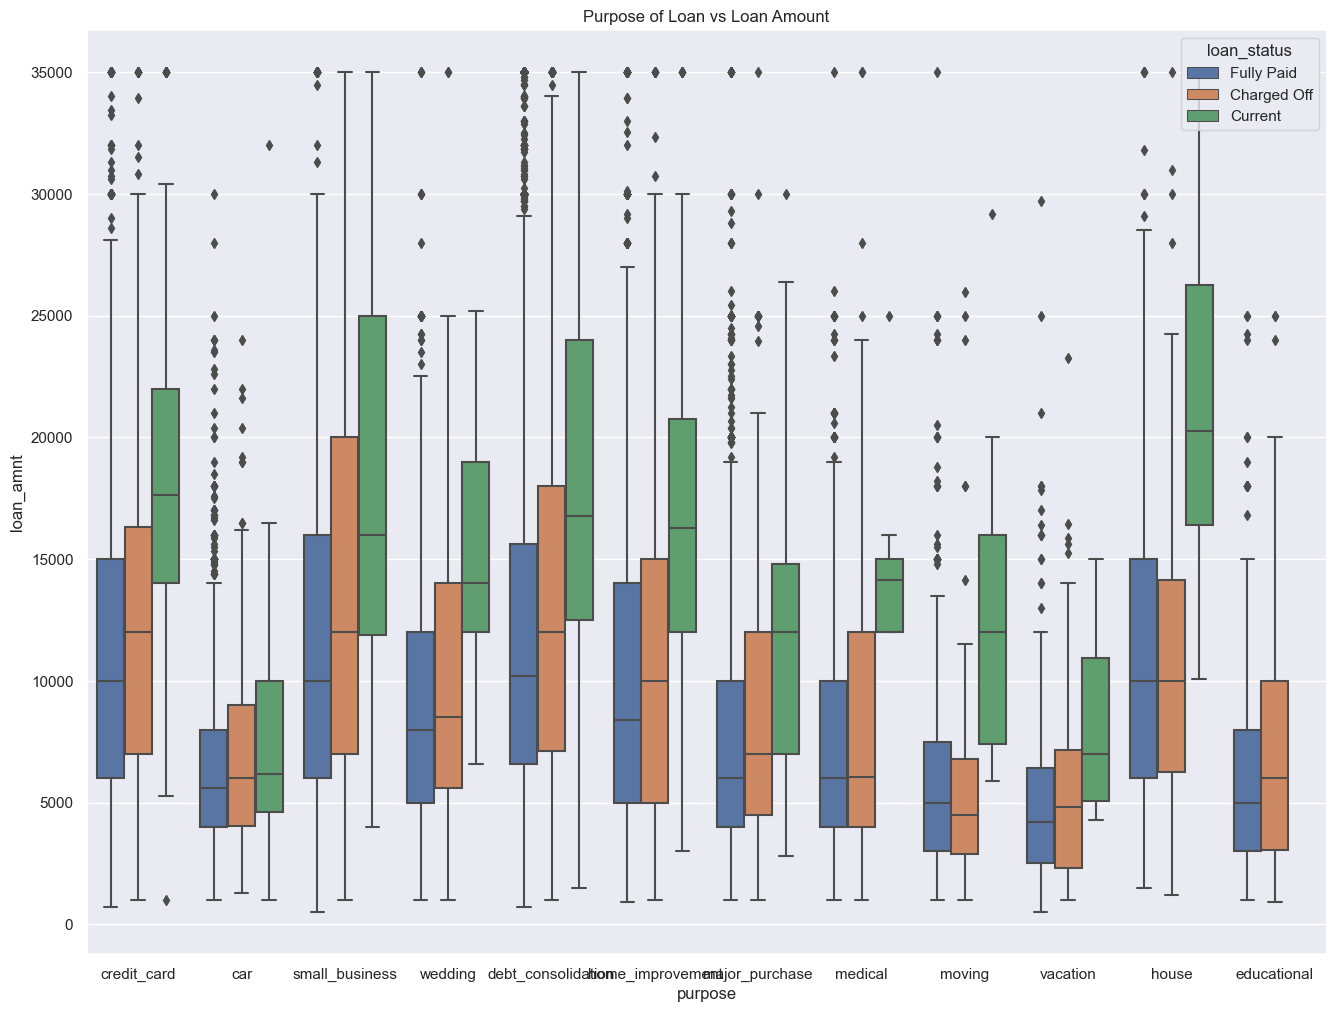 Purpose of Loan vs Loan Amount
loan_status
Fully Paid
Charged Off
Current
loan_amnt
35000
30000
25000
20000
15000
10000
5000
0
credit_card car small_business wedding debt_consolidation home_improvement major_purchase medical moving vacation house educational
purpose